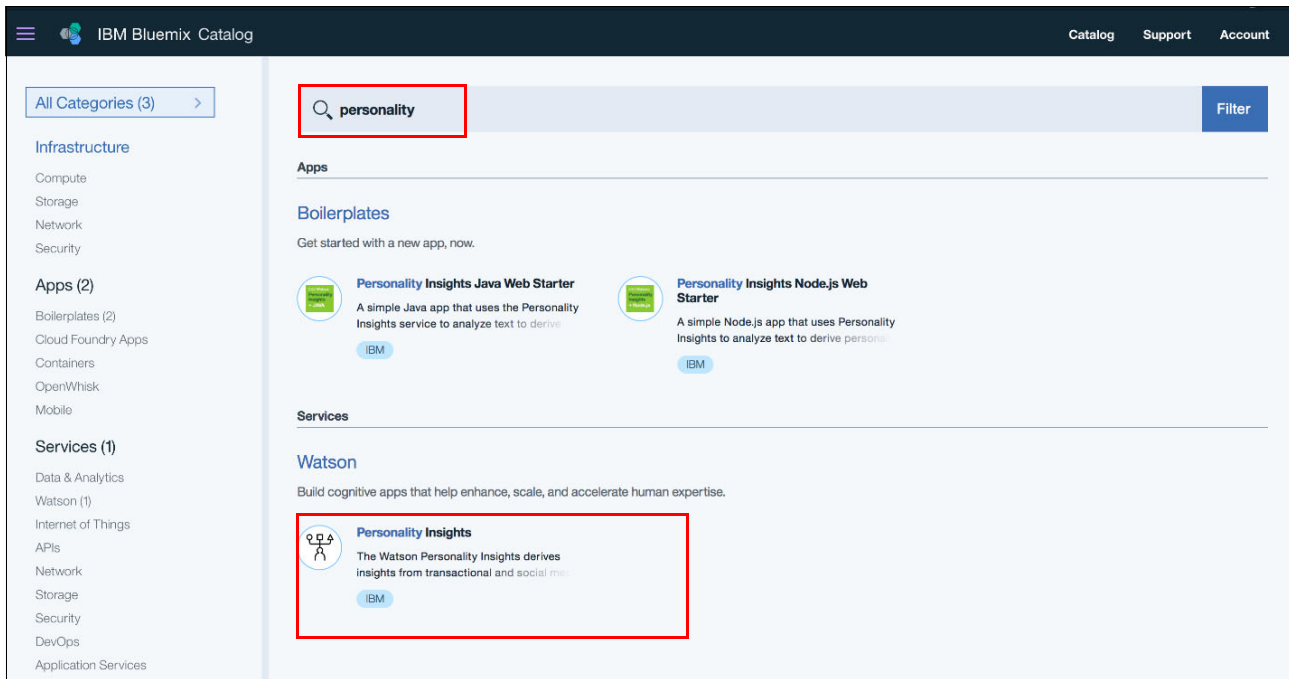 IBM Bluemix Catalog
Catalog Support Account
All Categories (3)
Infrastructure
Compute
Storage
Network
Security
Apps (2)
Boilerplates (2)
Cloud Foundry Apps
Containers
OpenWhisk
Mobile
Services (1)
Data & Analytics
Watson (1)
Internet of Things
APIs
Network
Storage
Security
DevOps
Application Services
personality
Filter
Apps
Boilerplates
Get started with a new app, now.
Personality Insights Java Web Starter
A simple Java app that uses the Personality
Insights service to analyze text to derive
IBM
Personality Insights Node.js Web
Starter
A simple Node.js app that uses Personality
Insights to analyze text to derive persona
IBM
Services
Watson
Build cognitive apps that help enhance, scale, and accelerate human expertise.
Personality Insights
The Watson Personality Insights derives
insights from transactional and social me
IBM